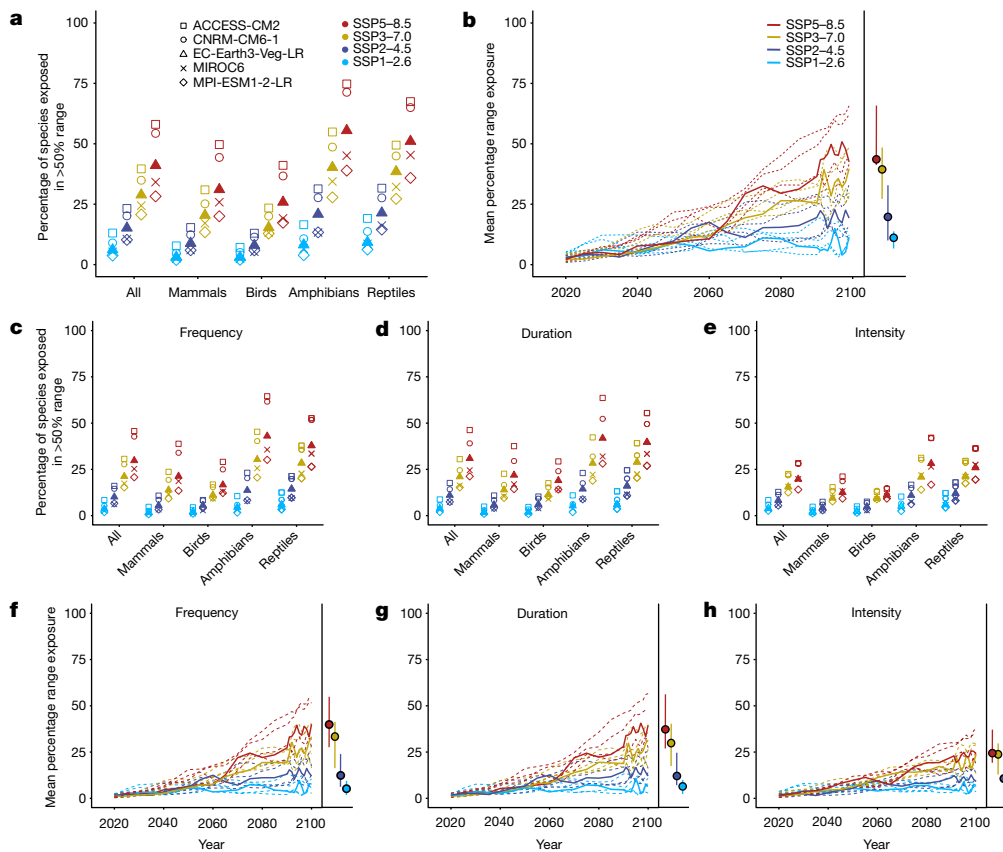 a
100
75
50
25
0
Percentage of species exposed
in >50% range
ACCESS-CM2
CNRM-CM6-1
EC-Earth3-Veg-LR
MIROC6
MPI-ESM1-2-LR
SSP5–8.5
SSP3–7.0
SSP2–4.5
SSP1–2.6
All
Mammals
Birds
Amphibians
Reptiles
b
100
75
50
25
0
Mean percentage range exposure
SSP5–8.5
SSP3–7.0
SSP2–4.5
SSP1–2.6
2020
2040
2060
2080
2100
c
Frequency
100
75
50
25
0
Percentage of species exposed
in >50% range
All
Mammals
Birds
Amphibians
Reptiles
d
Duration
100
75
50
25
0
All
Mammals
Birds
Amphibians
Reptiles
e
Intensity
100
75
50
25
0
All
Mammals
Birds
Amphibians
Reptiles
f
Frequency
100
75
50
25
0
Mean percentage range exposure
2020
2040
2060
2080
2100
Year
g
Duration
100
75
50
25
0
2020
2040
2060
2080
2100
Year
h
Intensity
100
75
50
25
0
2020
2040
2060
2080
2100
Year